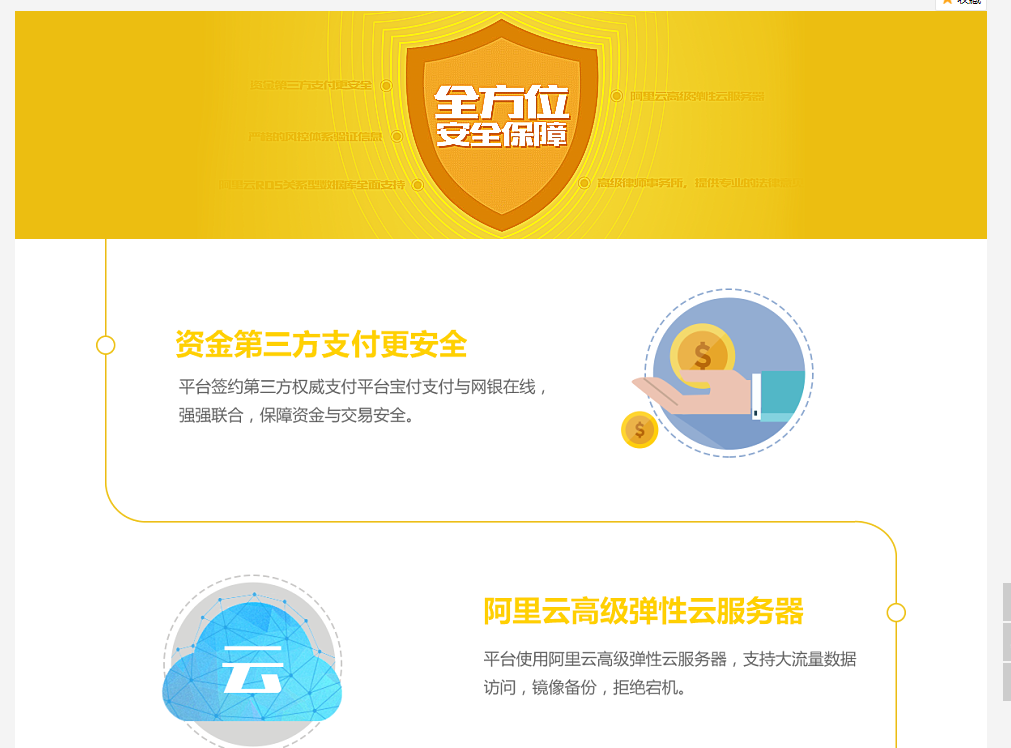 收藏
全方位
安全保障
资金第三方支付更安全
阿里云高级弹性云服务器
严格的风控体系验证信息
阿里云RDS关系型数据库全面支持
高级律师事务所，提供专业的法律
资金第三方支付更安全
平台签约第三方权威支付平台宝付支付与网银在线，
强强联合，保障资金与交易安全。
阿里云高级弹性云服务器
平台使用阿里云高级弹性云服务器，支持大流量数据
访问，镜像备份，拒绝宕机。
云